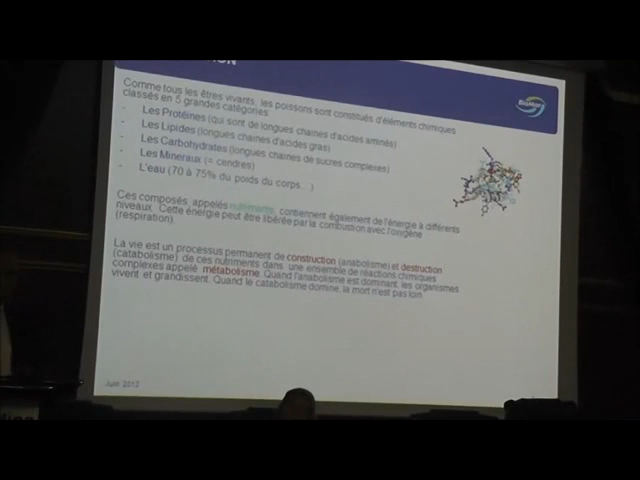 ON
BioMar
Comme tous les êtres vivants, les poissons sont constitués d'éléments chimiques
classés en 5 grandes catégories:
- Les Protéines (qui sont de longues chaines d'acides aminés)
- Les Lipides (longues chaines d'acides gras)
- Les Carbohydrates (longues chaines de sucres complexes)
- Les Mineraux (= cendres)
- L'eau (70 à 75% du poids du corps...)
Ces composés, appelés nutriments, contiennent également de l'énergie à différents
niveaux. Cette énergie peut être libérée par la combustion avec l'oxygène
(respiration).
La vie est un processus permanent de construction (anabolisme) et destruction
(catabolisme) de ces nutriments dans une ensemble de réactions chimiques
complexes appelé métabolisme. Quand l'anabolisme est dominant, les organismes
vivent et grandissent. Quand le catabolisme domine, la mort n'est pas loin.
Juin 2012